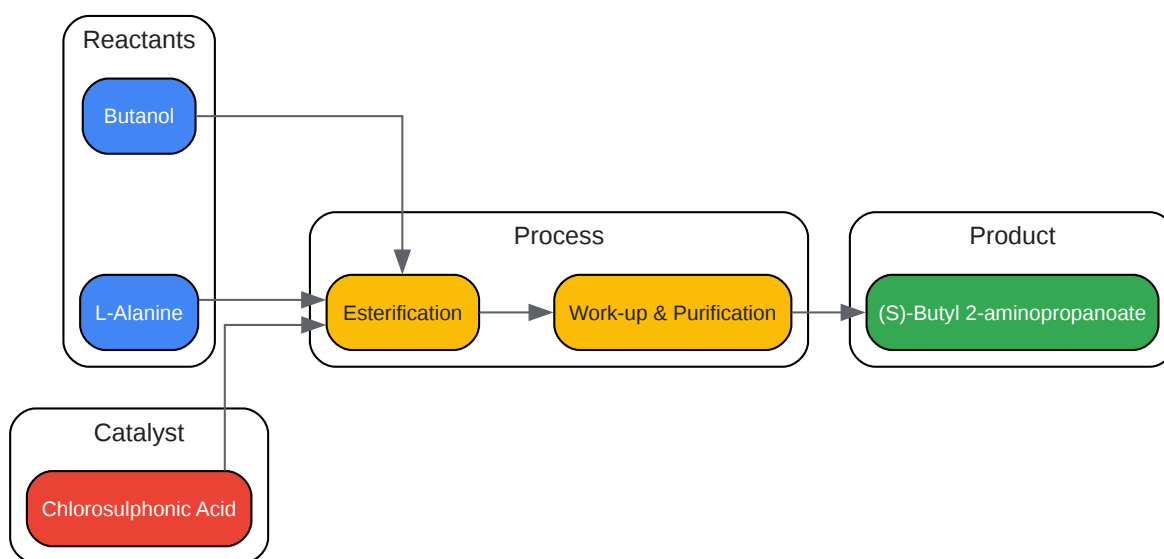 Reactants
Butanol
L-Alanine
Process
Esterification
Work-up & Purification
Product
(S)-Butyl 2-aminopropanoate
Catalyst
Chlorosulphonic Acid